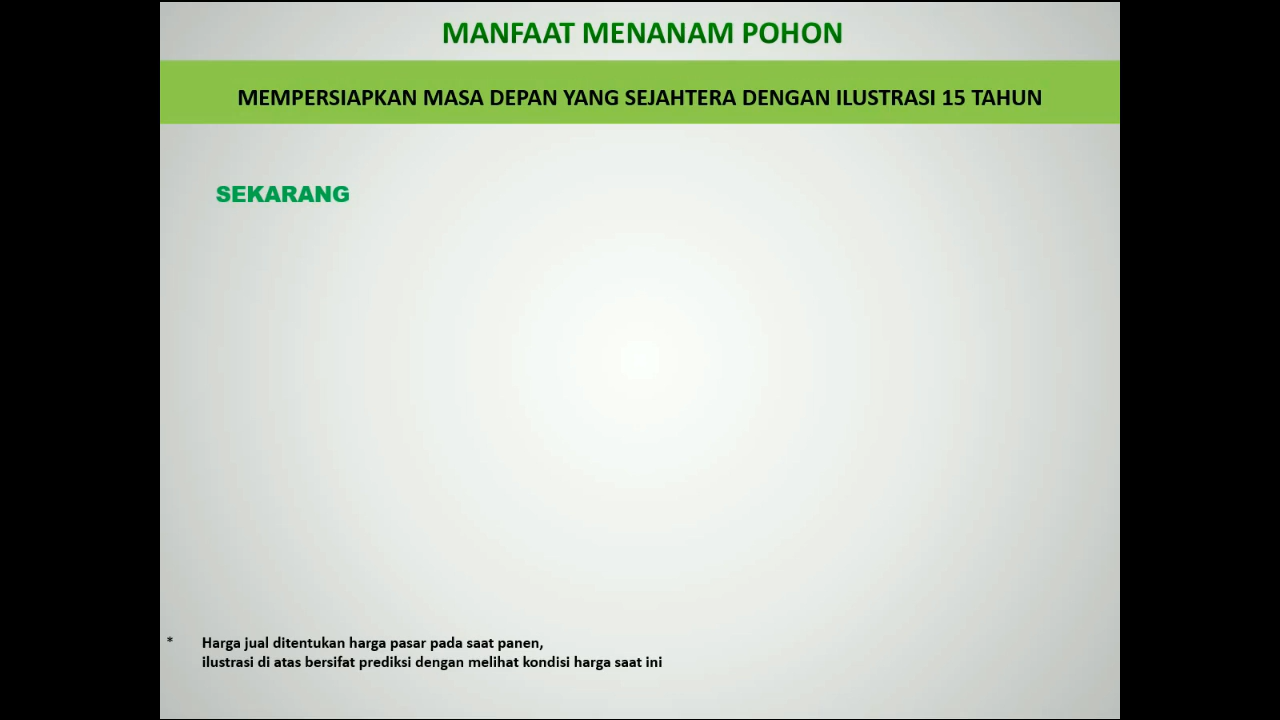 MANFAAT MENANAM POHON
MEMPERSIAPKAN MASA DEPAN YANG SEJAHTERA DENGAN ILUSTRASI 15 TAHUN
SEKARANG
* Harga jual ditentukan harga pasar pada saat panen,
ilustrasi di atas bersifat prediksi dengan melihat kondisi harga saat ini